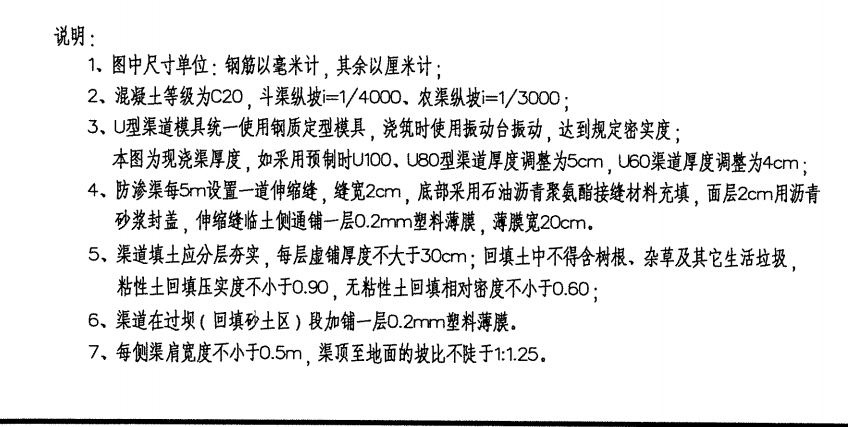 说明：
1、图中尺寸单位：钢筋以毫米计，其余以厘米计；
2、混凝土等级为C20，斗渠纵坡i=1/4000、农渠纵坡i=1/3000；
3、U型渠道模具统一使用钢质定型模具，浇筑时使用振动台振动，达到规定密实度；
本图为现浇渠厚度，如采用预制时U100、U80型渠道厚度调整为5cm，U60渠道厚度调整为4cm；
4、防渗渠每5m设置一道伸缩缝，缝宽2cm，底部采用石油沥青聚氨酯接缝材料充填，面层2cm用沥青
砂浆封盖，伸缩缝临土侧通铺一层0.2mm塑料薄膜，薄膜宽20cm。
5、渠道填土应分层夯实，每层虚铺厚度不大于30cm；回填土中不得含树根、杂草及其它生活垃圾，
粘性土回填压实度不小于0.90，无粘性土回填相对密度不小于0.60；
6、渠道在过坝（回填砂土区）段加铺一层0.2mm塑料薄膜。
7、每侧渠肩宽度不小于0.5m，渠顶至地面的坡比不陡于1:1.25。